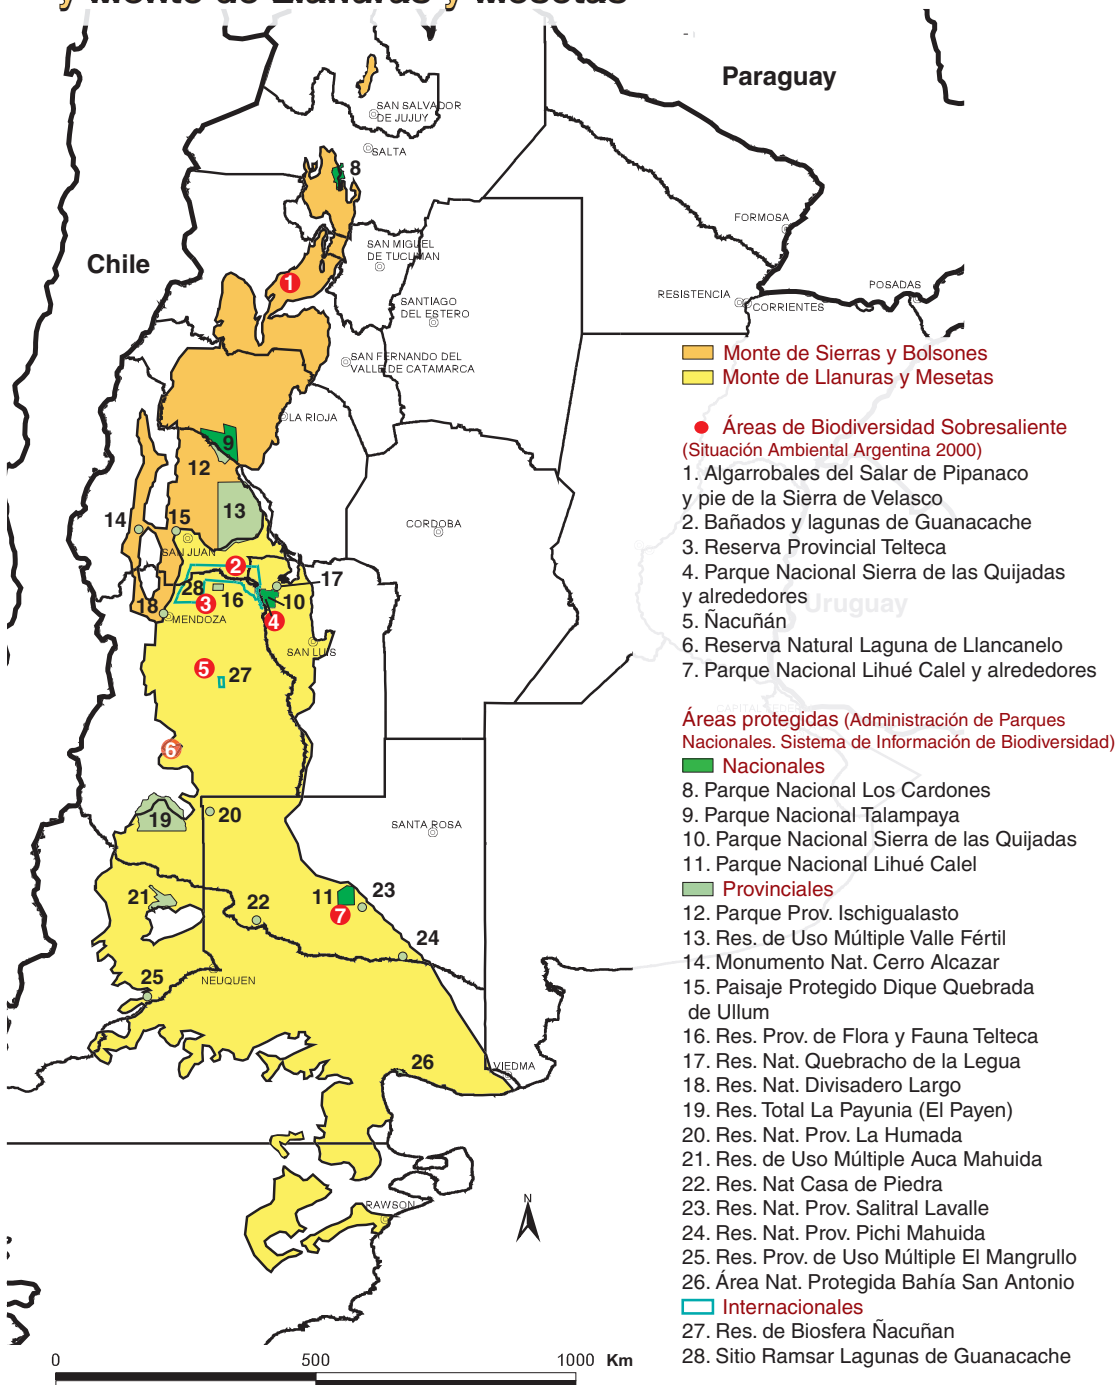 y Monte de Llanuras y Mesetas
Paraguay
SAN SALVADOR
DE JUJUY
SALTA
8
FORMOSA
SAN MIGUEL
DE TUCUMAN
Chile
1
RESISTENCIA
CORRIENTES
POSADAS
SANTIAGO
DEL ESTERO
SAN FERNANDO DEL
VALLE DE CATAMARCA
LA RIOJA
9
12
13
14
15
SAN JUAN
CORDOBA
2
17
28
16
10
3
18
MENDOZA
4
SAN LUIS
5
27
6
19
20
SANTA ROSA
21
22
11
23
7
24
25
NEUQUEN
26
VIEDMA
RAWSON
N
Uruguay
CAPITAL FEDERAL
Monte de Sierras y Bolsones
Monte de Llanuras y Mesetas
Áreas de Biodiversidad Sobresaliente
(Situación Ambiental Argentina 2000)
1. Algarrobales del Salar de Pipanaco
y pie de la Sierra de Velasco
2. Bañados y lagunas de Guanacache
3. Reserva Provincial Telteca
4. Parque Nacional Sierra de las Quijadas
y alrededores
5. Ñacuñán
6. Reserva Natural Laguna de Llancanelo
7. Parque Nacional Lihué Calel y alrededores
Áreas protegidas (Administración de Parques
Nacionales. Sistema de Información de Biodiversidad)
Nacionales
8. Parque Nacional Los Cardones
9. Parque Nacional Talampaya
10. Parque Nacional Sierra de las Quijadas
11. Parque Nacional Lihué Calel
Provinciales
12. Parque Prov. Ischigualasto
13. Res. de Uso Múltiple Valle Fértil
14. Monumento Nat. Cerro Alcazar
15. Paisaje Protegido Dique Quebrada
de Ullum
16. Res. Prov. de Flora y Fauna Telteca
17. Res. Nat. Quebracho de la Legua
18. Res. Nat. Divisadero Largo
19. Res. Total La Payunia (El Payen)
20. Res. Nat. Prov. La Humada
21. Res. de Uso Múltiple Auca Mahuida
22. Res. Nat Casa de Piedra
23. Res. Nat. Prov. Salitral Lavalle
24. Res. Nat. Prov. Pichi Mahuida
25. Res. Prov. de Uso Múltiple El Mangrullo
26. Área Nat. Protegida Bahía San Antonio
Internacionales
27. Res. de Biosfera Ñacuñan
28. Sitio Ramsar Lagunas de Guanacache
0 500 1000 Km